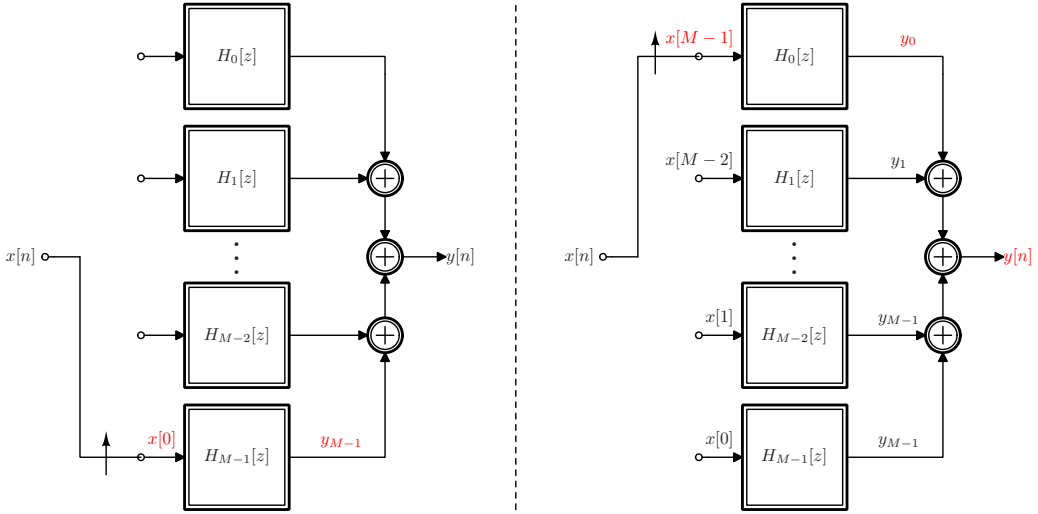 H_0[z]
H_1[z]
x[n]
y[n]
H_{M-2}[z]
x[0]
H_{M-1}[z]
y_{M-1}
x[M-1]
H_0[z]
y_0
x[M-2]
H_1[z]
y_1
x[n]
y[n]
x[1]
H_{M-2}[z]
y_{M-1}
x[0]
H_{M-1}[z]
y_{M-1}